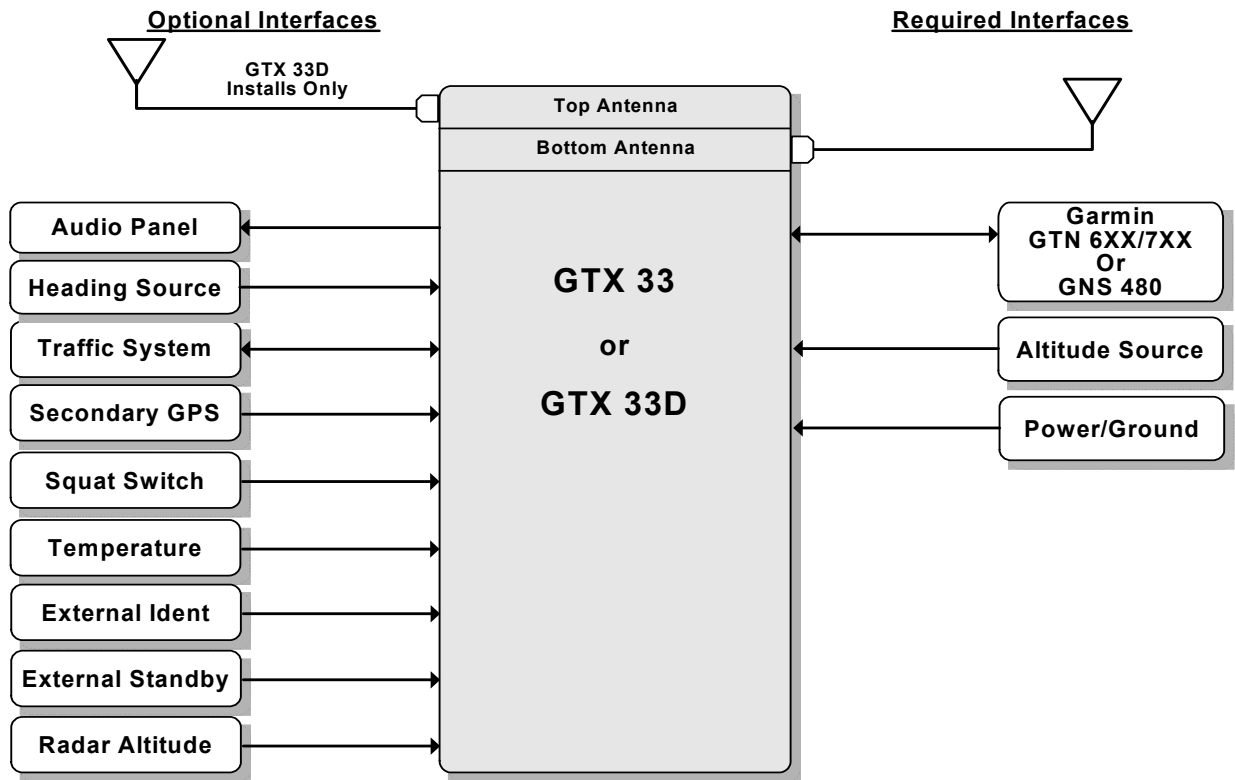 Optional Interfaces
Required Interfaces
GTX 33D
Installs Only
Top Antenna
Bottom Antenna
Audio Panel
Heading Source
Traffic System
Secondary GPS
Squat Switch
Temperature
External Ident
External Standby
Radar Altitude
GTX 33
or
GTX 33D
Garmin
GTN 6XX/7XX
Or
GNS 480
Altitude Source
Power/Ground